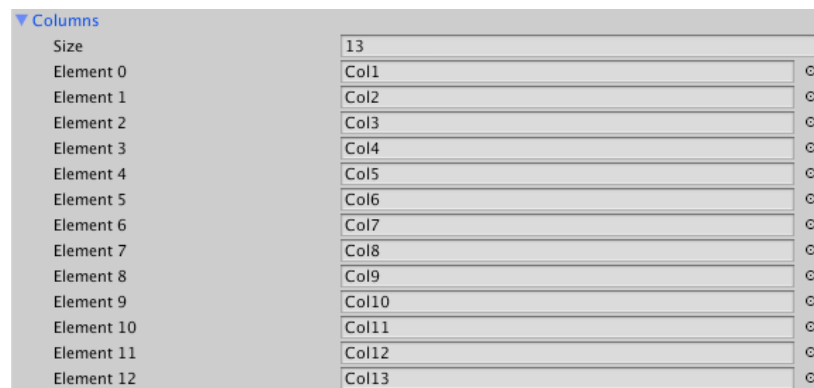 Columns
Size 13
Element 0 Col1
Element 1 Col2
Element 2 Col3
Element 3 Col4
Element 4 Col5
Element 5 Col6
Element 6 Col7
Element 7 Col8
Element 8 Col9
Element 9 Col10
Element 10 Col11
Element 11 Col12
Element 12 Col13